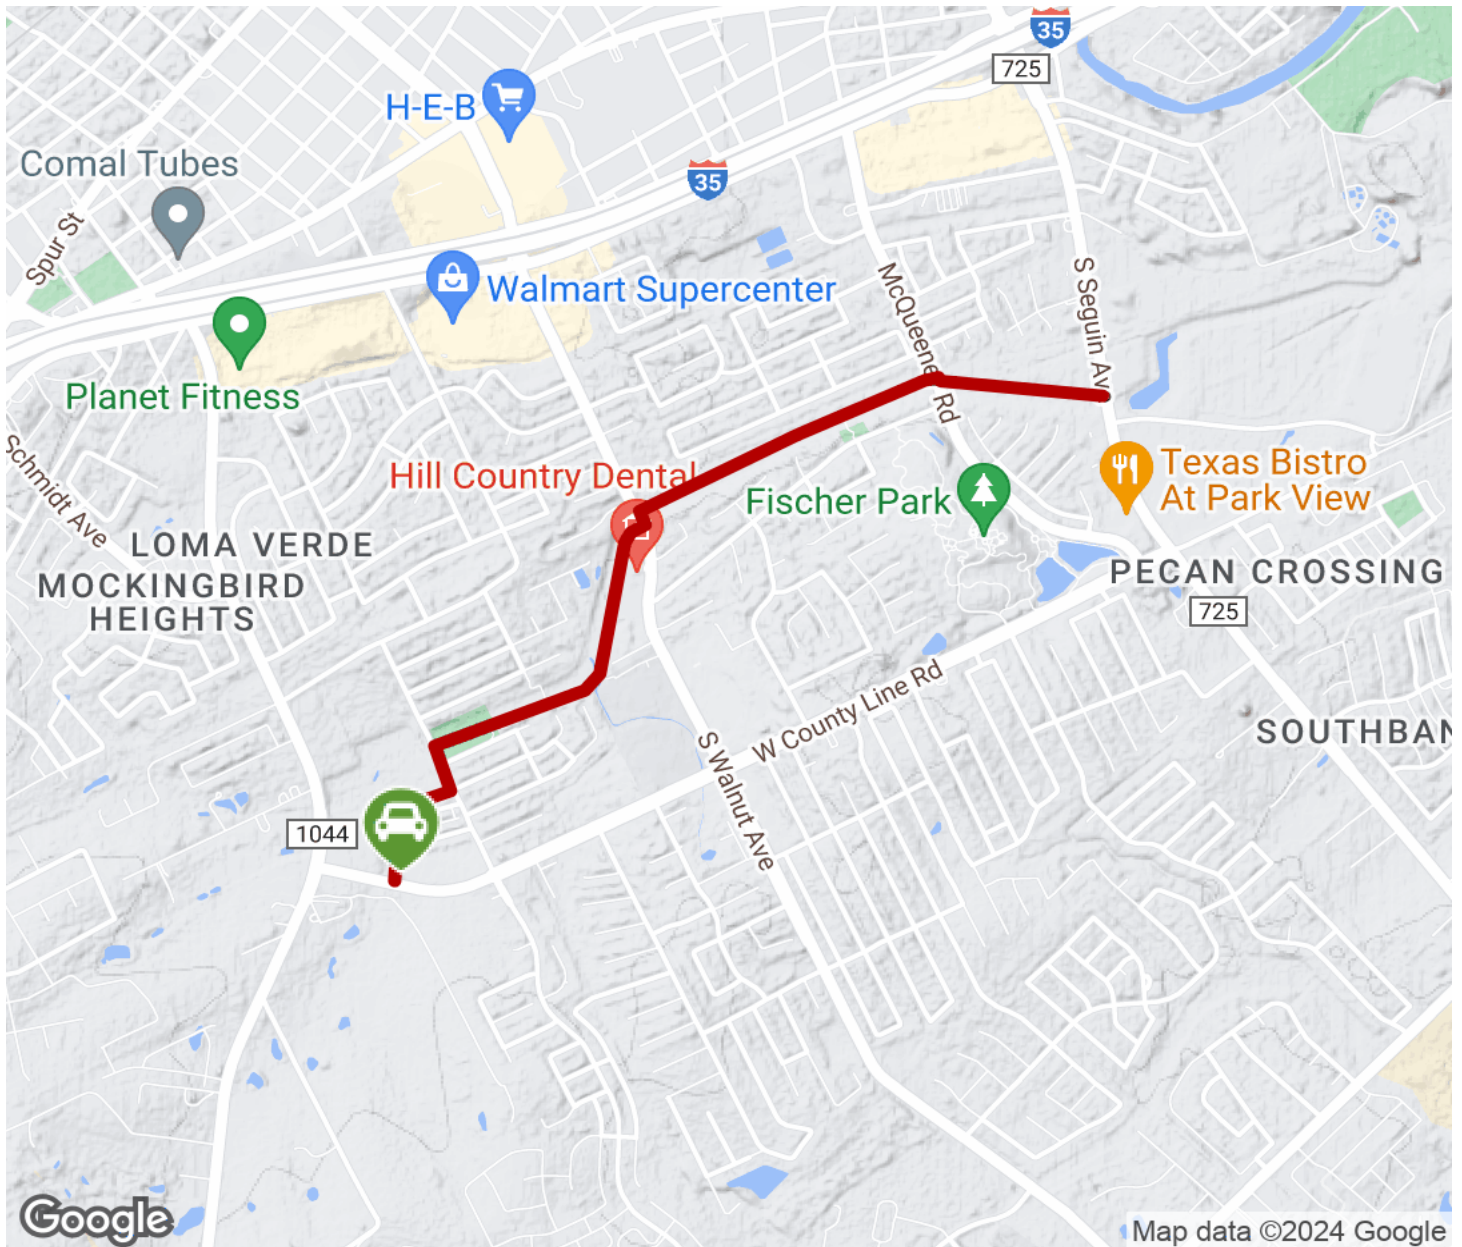 35
725
H-E-B
Comal Tubes
35
Spur St
Walmart Supercenter
McQueene
Rd
S Seguin Av
Planet Fitness
Schmidt Ave
Hill Country Dental
Fischer Park
Texas Bistro
At Park View
LOMA VERDE
MOCKINGBIRD
HEIGHTS
PECAN CROSSING
725
W County Line Rd
SOUTHBAN
S Walnut Ave
1044
Google
Map data ©2024 Google